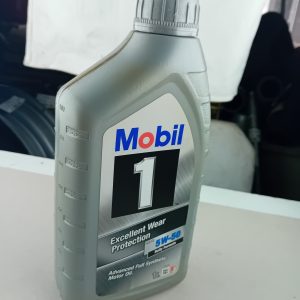 Mobil
1
Excellent Wear
Protection
5W-50
Advanced Full Synthetic
Motor Oil